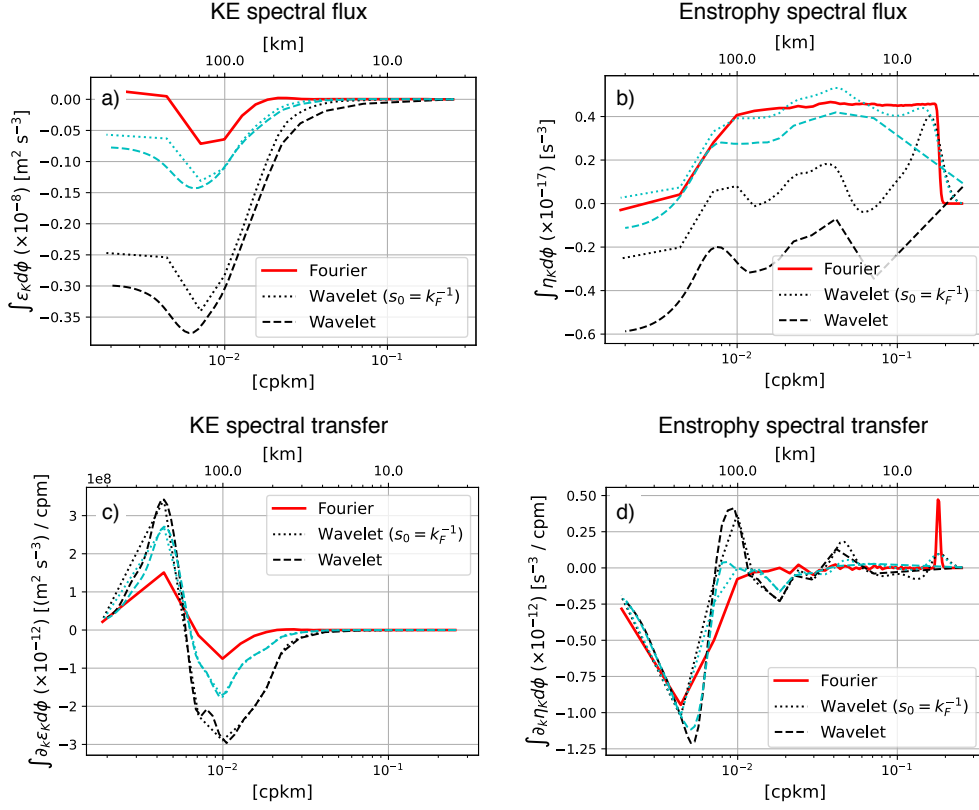 KE spectral flux
[km]
100.0 10.0
a)
0.00
−0.05
−0.10
−0.15
−0.20
−0.25
−0.30
−0.35
∫ εKdϕ (×10−8) [m2 s−3]
Fourier
Wavelet (s0 = kF−1)
Wavelet
10−2 10−1
[cpkm]
Enstrophy spectral flux
[km]
100.0 10.0
b)
0.4
0.2
0.0
−0.2
−0.4
−0.6
∫ ηKdϕ (×10−17) [s−3]
Fourier
Wavelet (s0 = kF−1)
Wavelet
10−2 10−1
[cpkm]
KE spectral transfer
[km]
100.0 10.0
1e8
c)
3
2
1
0
−1
−2
−3
∫ ∂kεKdϕ (×10−12) [(m2 s−3) / cpm]
Fourier
Wavelet (s0 = kF−1)
Wavelet
10−2 10−1
[cpkm]
Enstrophy spectral transfer
[km]
100.0 10.0
d)
0.50
0.25
0.00
−0.25
−0.50
−0.75
−1.00
−1.25
∫ ∂kηKdϕ (×10−12) [s−3 / cpm]
Fourier
Wavelet (s0 = kF−1)
Wavelet
10−2 10−1
[cpkm]